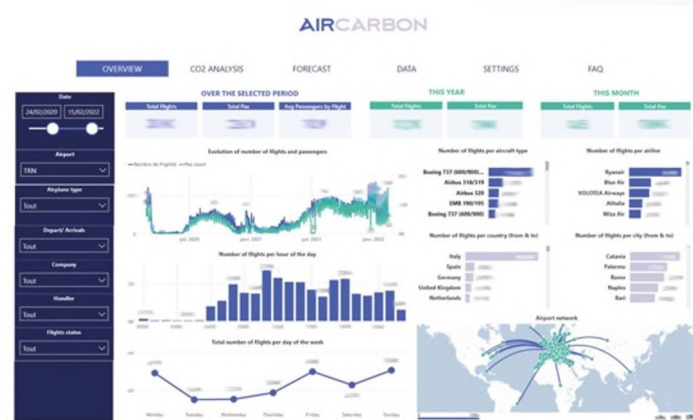 AIRCARBON
OVERVIEW CO2 ANALYSIS FORECAST DATA SETTINGS FAQ
Date
24/02/2020 15/02/2022
Airport
TRN
Airplane type
Tout
Depart/ Arrivals
Tout
Company
Tout
Handler
Tout
Flights status
Tout
OVER THE SELECTED PERIOD
Total Flights Total Pax Avg Passengers by Flight
THIS YEAR
Total Flights Total Pax
THIS MONTH
Total Flights Total Pax
Evolution of number of flights and passengers
Nombre de Flightid Pax count
juil. 2020 janv. 2021 juil. 2021 janv. 2022
Number of flights per hour of the day
Total number of flights per day of the week
Monday Tuesday Wednesday Thursday Friday Saturday Sunday
Number of flights per aircraft type
Boeing 737 (600/900)...
Airbus 318/319
Airbus 320
EMB 190/195
Boeing 737 (600/900)
Number of flights per airline
Ryanair
Blue Air
VOLOTEA Airways
Alitalia
Wizz Air
Number of flights per country (from & to)
Italy
Spain
Germany
United Kingdom
Netherlands
Number of flights per city (from & to)
Catania
Palermo
Rome
Naples
Bari
Airport network